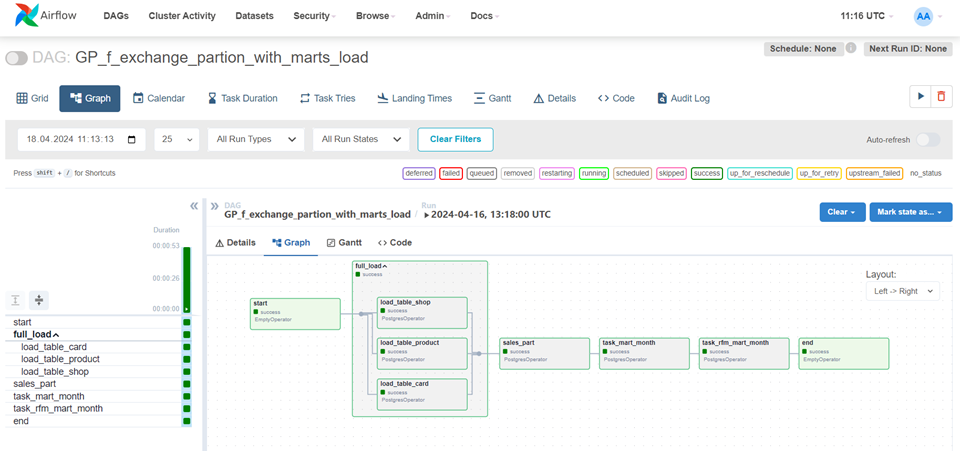 Airflow DAGs Cluster Activity Datasets Security Browse Admin Docs 11:16 UTC AA
DAG: GP_f_exchange_partion_with_marts_load Schedule: None Next Run ID: None
Grid Graph Calendar Task Duration Task Tries Landing Times Gantt Details <> Code Audit Log
18.04.2024 11:13:13 25 All Run Types All Run States Clear Filters Auto-refresh
Press shift + / for Shortcuts deferred failed queued removed restarting running scheduled skipped success up_for_reschedule up_for_retry upstream_failed no_status
DAG Run
GP_f_exchange_partion_with_marts_load / 2024-04-16, 13:18:00 UTC Clear Mark state as...
Duration
00:00:53
00:00:26
00:00:00
start
full_load
load_table_card
load_table_product
load_table_shop
sales_part
task_mart_month
task_rfm_mart_month
end
Details Graph Gantt <> Code
Layout:
Left -> Right
full_load
success
start
success
EmptyOperator
load_table_shop
success
PostgresOperator
load_table_product
success
PostgresOperator
load_table_card
success
PostgresOperator
sales_part
success
PostgresOperator
task_mart_month
success
PostgresOperator
task_rfm_mart_month
success
PostgresOperator
end
success
EmptyOperator